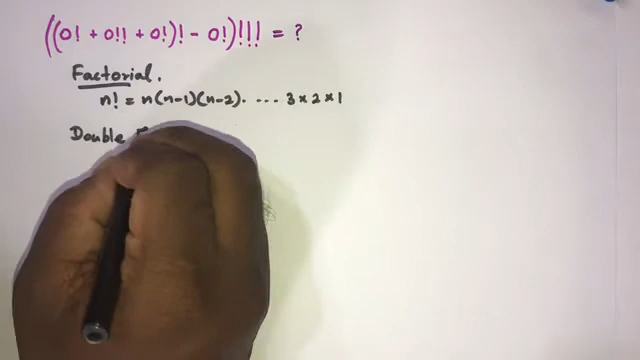 ((0! + 0!! + 0!)! - 0!)!!! = ?
Factorial.
n! = n(n-1)(n-2). .... 3 × 2 × 1
Double